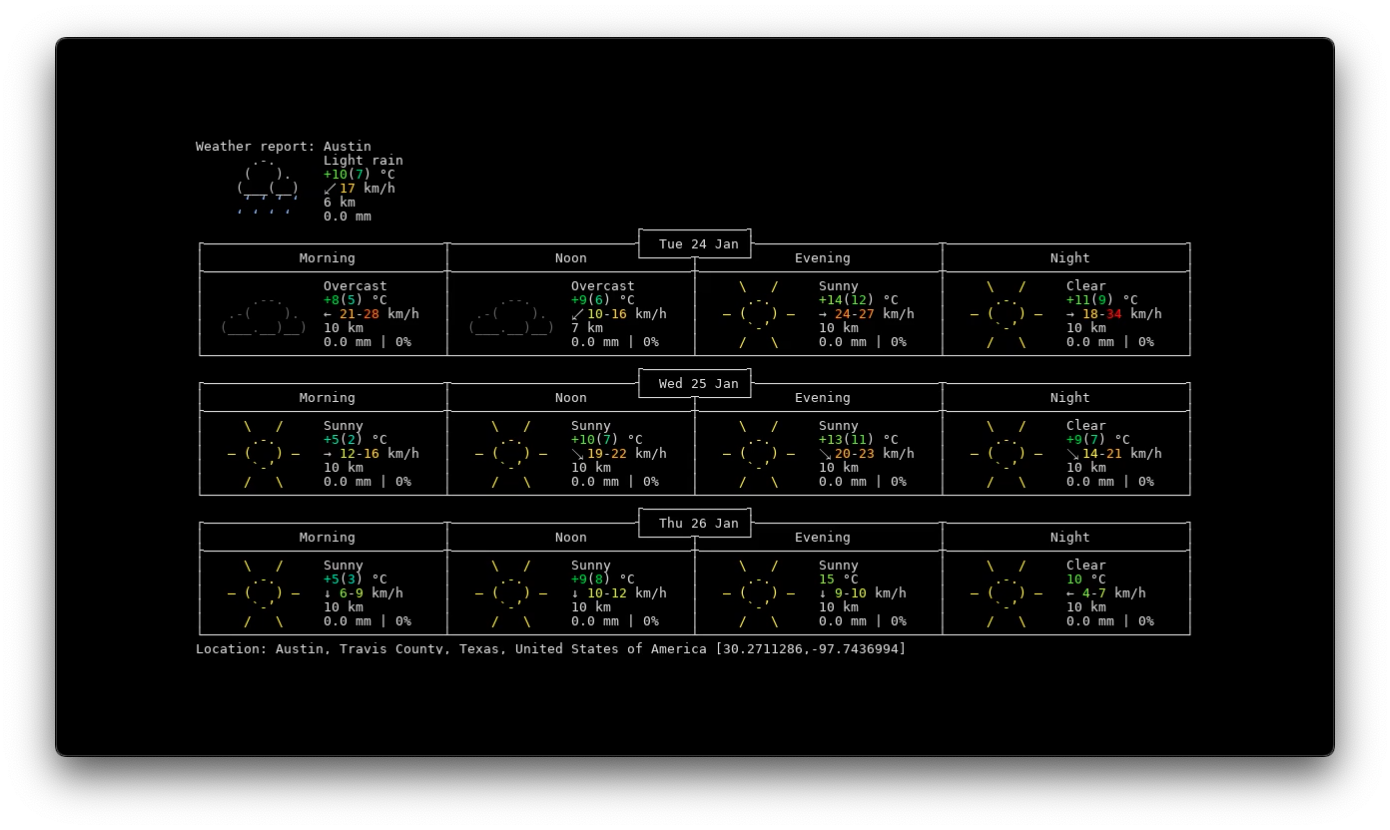 Weather report: Austin
Light rain
+10(7) °C
↙ 17 km/h
6 km
0.0 mm
Tue 24 Jan
Morning Noon Evening Night
Overcast Overcast Sunny Clear
+8(5) °C +9(6) °C +14(12) °C +11(9) °C
← 21-28 km/h ↙ 10-16 km/h → 24-27 km/h → 18-34 km/h
10 km 7 km 10 km 10 km
0.0 mm | 0% 0.0 mm | 0% 0.0 mm | 0% 0.0 mm | 0%
Wed 25 Jan
Morning Noon Evening Night
Sunny Sunny Sunny Clear
+5(2) °C +10(7) °C +13(11) °C +9(7) °C
→ 12-16 km/h ↘ 19-22 km/h ↘ 20-23 km/h ↘ 14-21 km/h
10 km 10 km 10 km 10 km
0.0 mm | 0% 0.0 mm | 0% 0.0 mm | 0% 0.0 mm | 0%
Thu 26 Jan
Morning Noon Evening Night
Sunny Sunny Sunny Clear
+5(3) °C +9(8) °C 15 °C 10 °C
↓ 6-9 km/h ↓ 10-12 km/h ↓ 9-10 km/h ← 4-7 km/h
10 km 10 km 10 km 10 km
0.0 mm | 0% 0.0 mm | 0% 0.0 mm | 0% 0.0 mm | 0%
Location: Austin, Travis County, Texas, United States of America [30.2711286,-97.7436994]